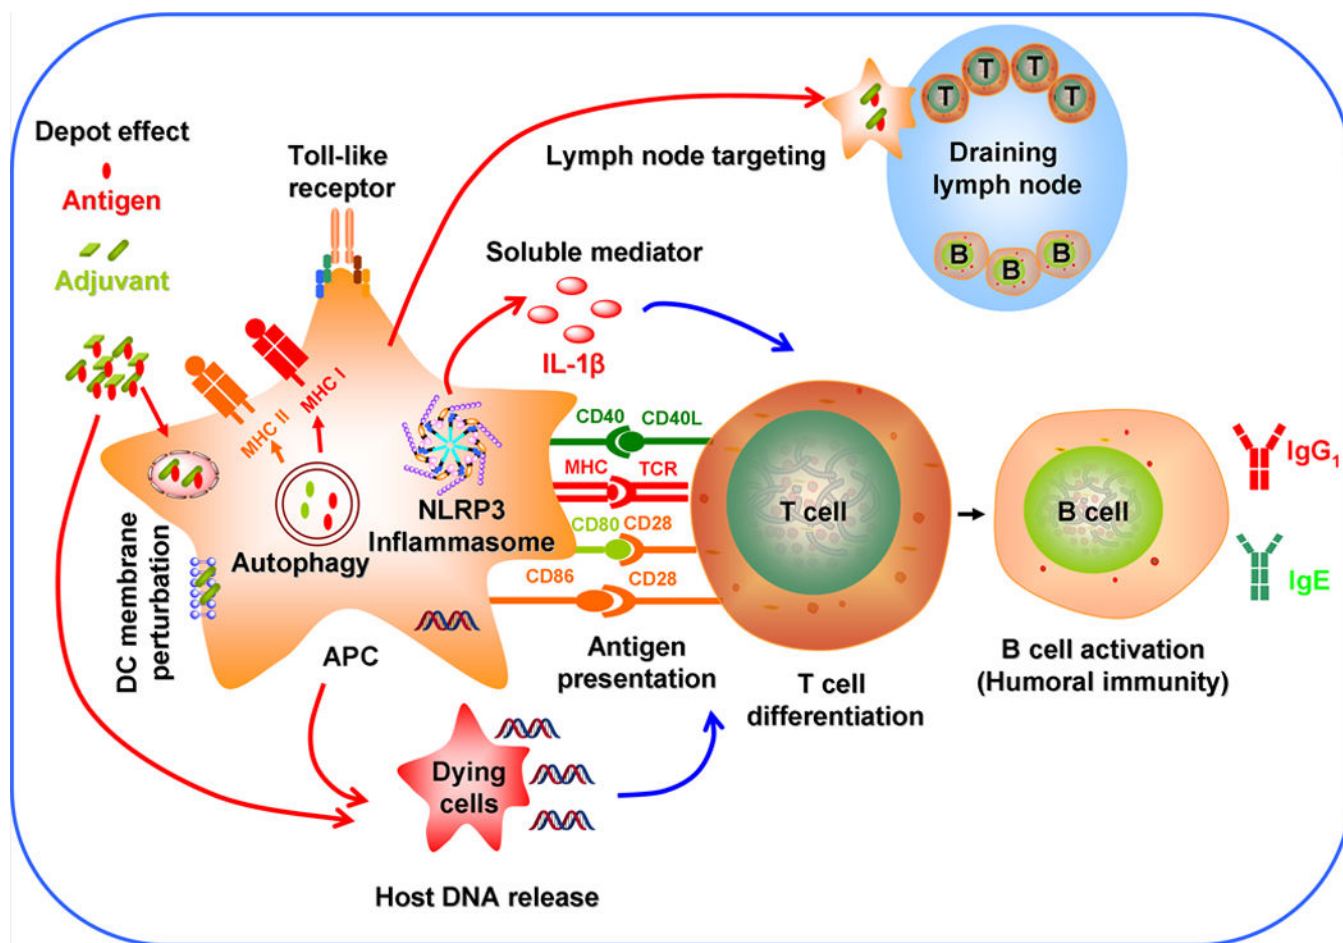 Depot effect
Antigen
Adjuvant
Toll-like
receptor
Lymph node targeting
T
T
T
T
Draining
lymph node
B
B
B
Soluble mediator
IL-1β
MHC II
MHC I
NLRP3
Inflammasome
Autophagy
DC membrane
perturbation
APC
CD40
CD40L
MHC
TCR
CD80
CD28
CD86
CD28
Antigen
presentation
T cell
T cell
differentiation
B cell
B cell activation
(Humoral immunity)
IgG₁
IgE
Dying
cells
Host DNA release